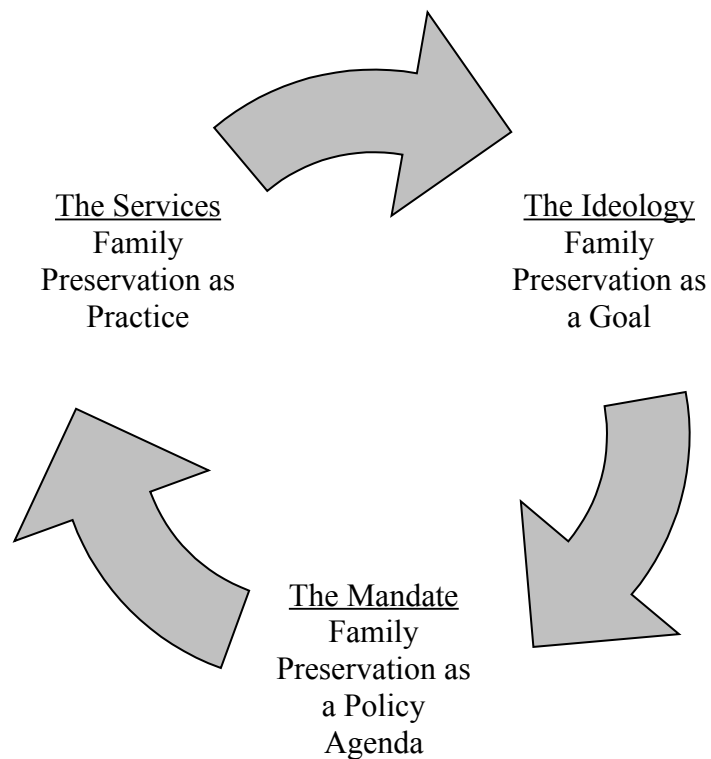 The Services
Family
Preservation as
Practice
The Ideology
Family
Preservation as
a Goal
The Mandate
Family
Preservation as
a Policy
Agenda